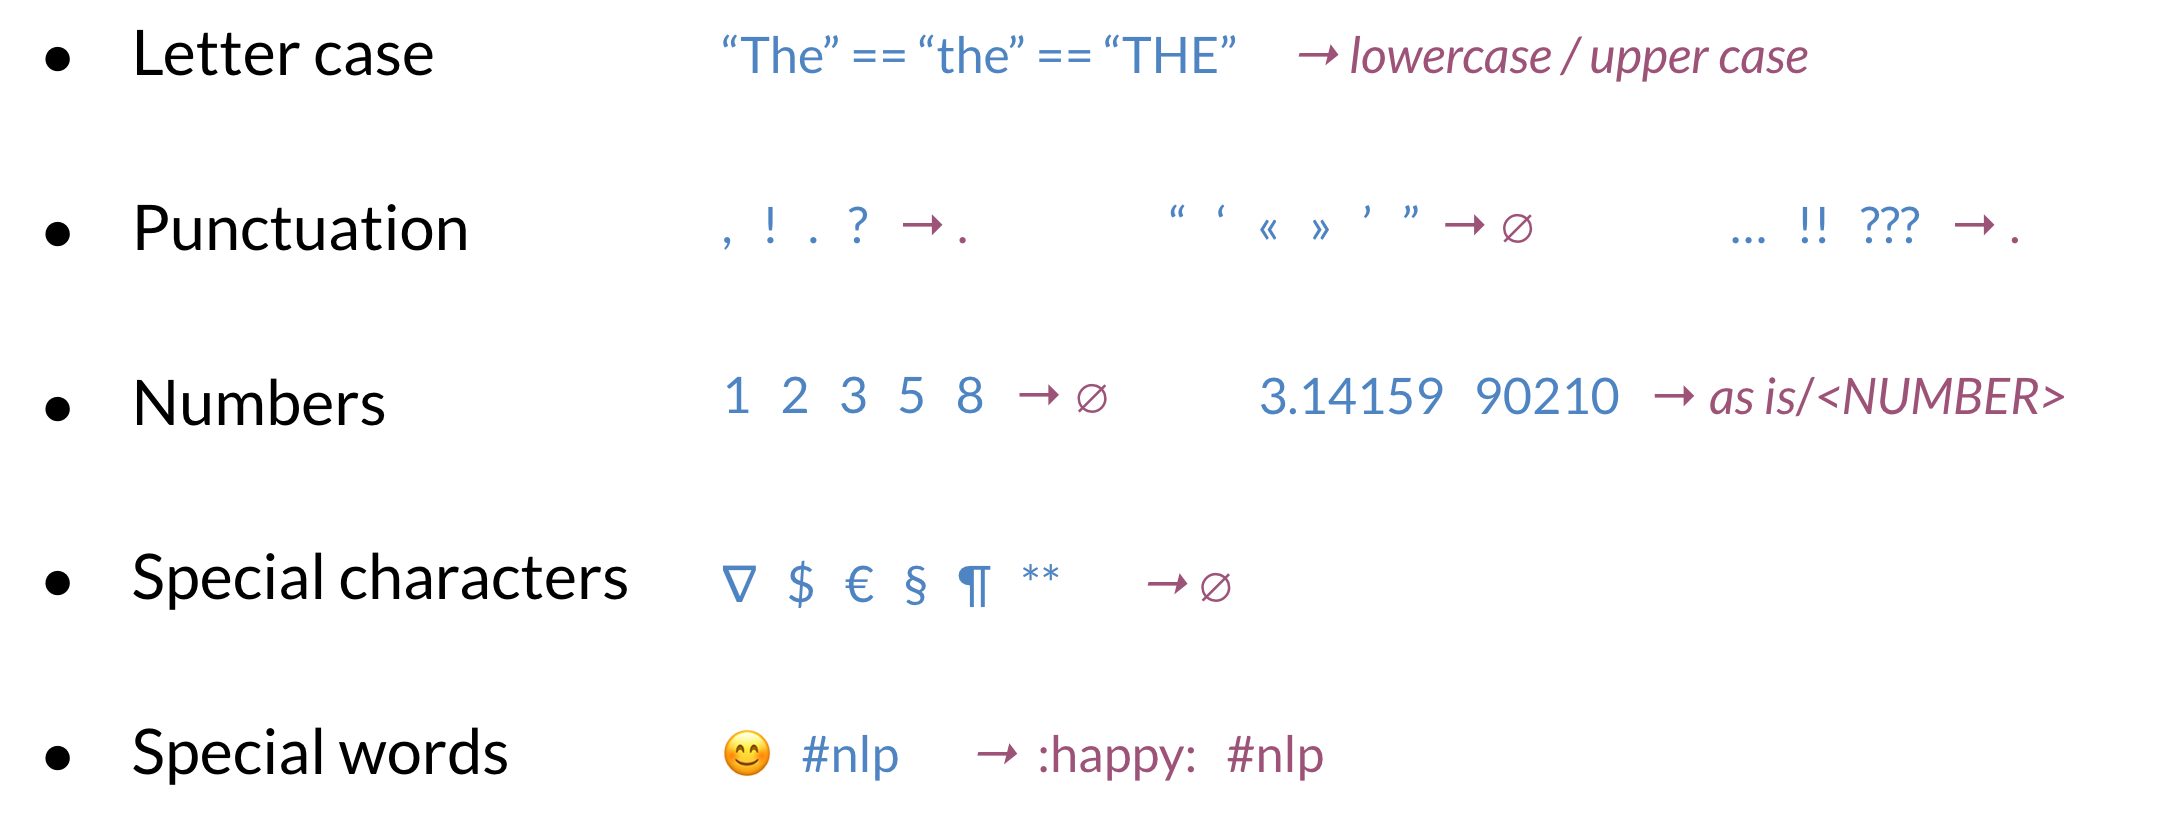 ● Letter case “The” == “the” == “THE” → lowercase / upper case
● Punctuation , ! . ? → . “ ‘ « » ’ ” → ∅ … !! ??? → .
● Numbers 1 2 3 5 8 → ∅ 3.14159 90210 → as is/<NUMBER>
● Special characters ∇ $ € § ¶ ** → ∅
● Special words 😊 #nlp → :happy: #nlp